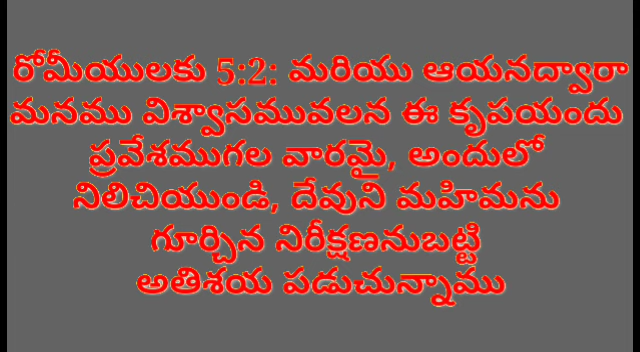 రోమీయులకు 5:2: మరియు ఆయనద్వారా
మనము విశ్వాసమువలన ఈ కృపయందు
ప్రవేశముగల వారమై, అందులో
నిలిచియుండి, దేవుని మహిమను
గూర్చిన నిరీక్షణనుబట్టి
అతిశయ పడుచున్నాము